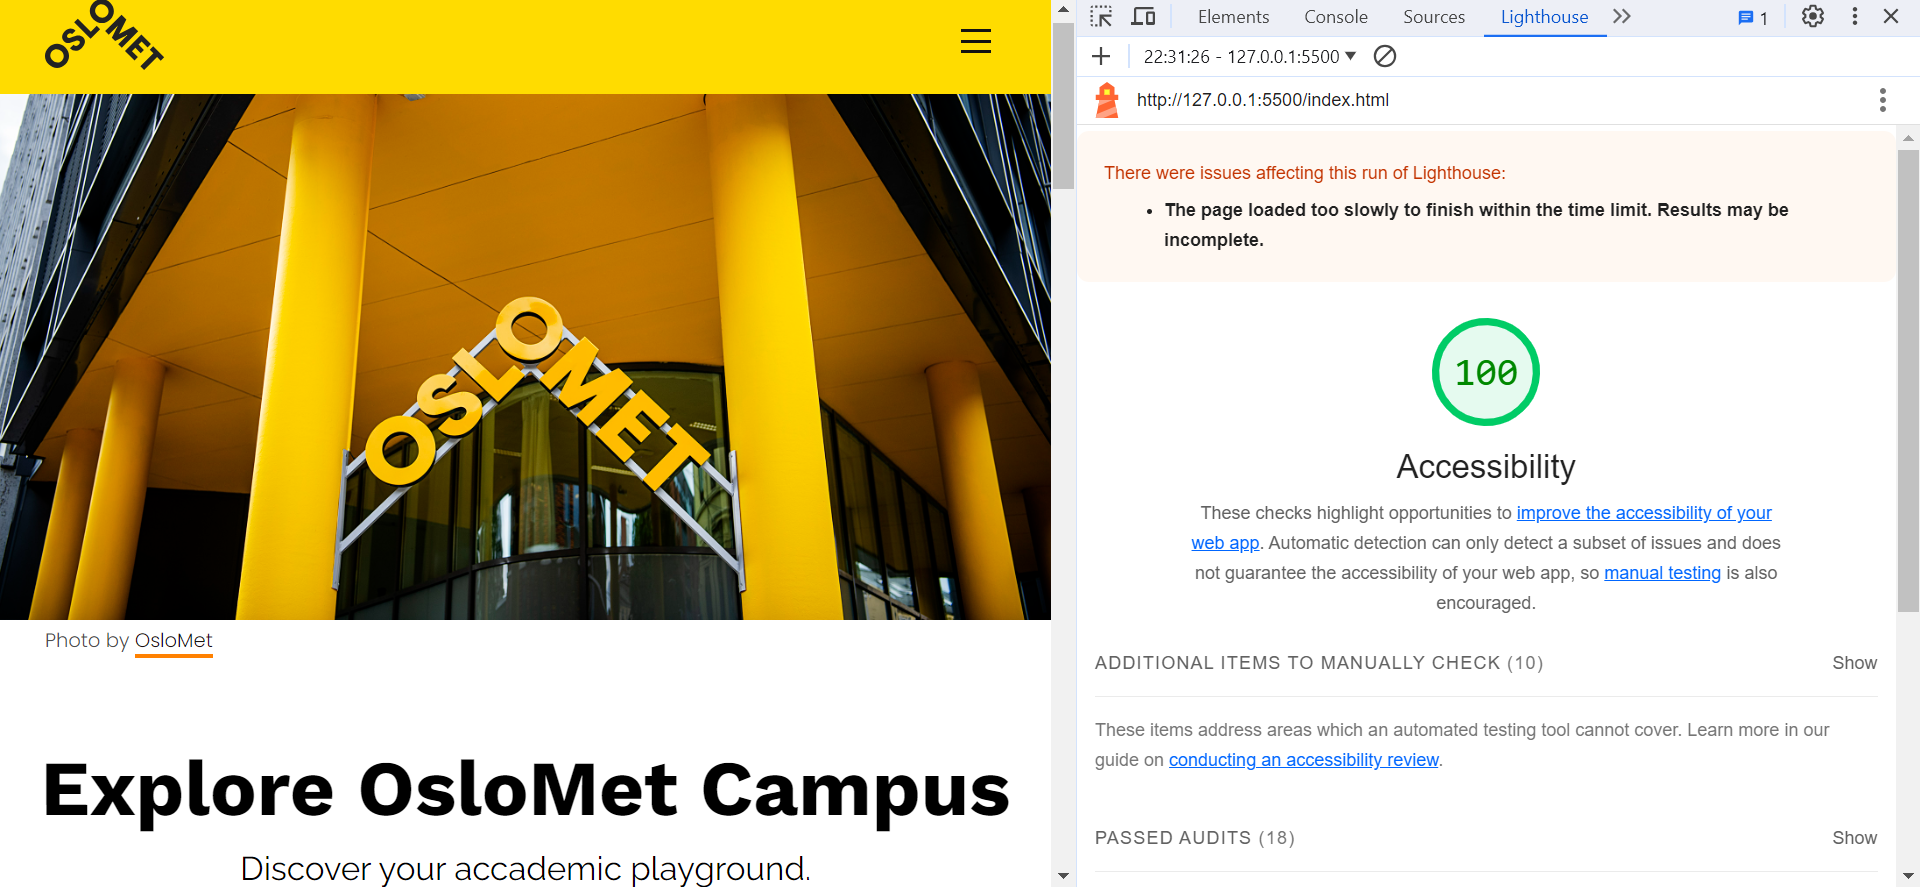 OSLOMET
OSLOMET
Photo by OsloMet
Explore OsloMet Campus
Discover your accademic playground.
Elements Console Sources Lighthouse 1
22:31:26 - 127.0.0.1:5500
http://127.0.0.1:5500/index.html
There were issues affecting this run of Lighthouse:
• The page loaded too slowly to finish within the time limit. Results may be
incomplete.
100
Accessibility
These checks highlight opportunities to improve the accessibility of your
web app. Automatic detection can only detect a subset of issues and does
not guarantee the accessibility of your web app, so manual testing is also
encouraged.
ADDITIONAL ITEMS TO MANUALLY CHECK (10) Show
These items address areas which an automated testing tool cannot cover. Learn more in our
guide on conducting an accessibility review.
PASSED AUDITS (18) Show